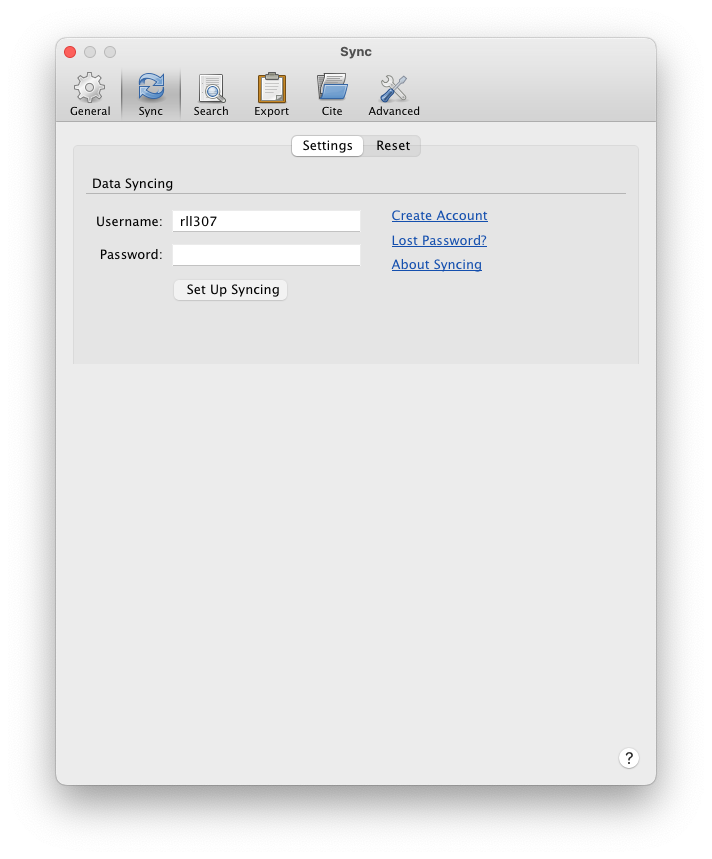 Sync
General Sync Search Export Cite Advanced
Settings Reset
Data Syncing
Username: rll307 Create Account
Lost Password?
Password:
About Syncing
Set Up Syncing
?